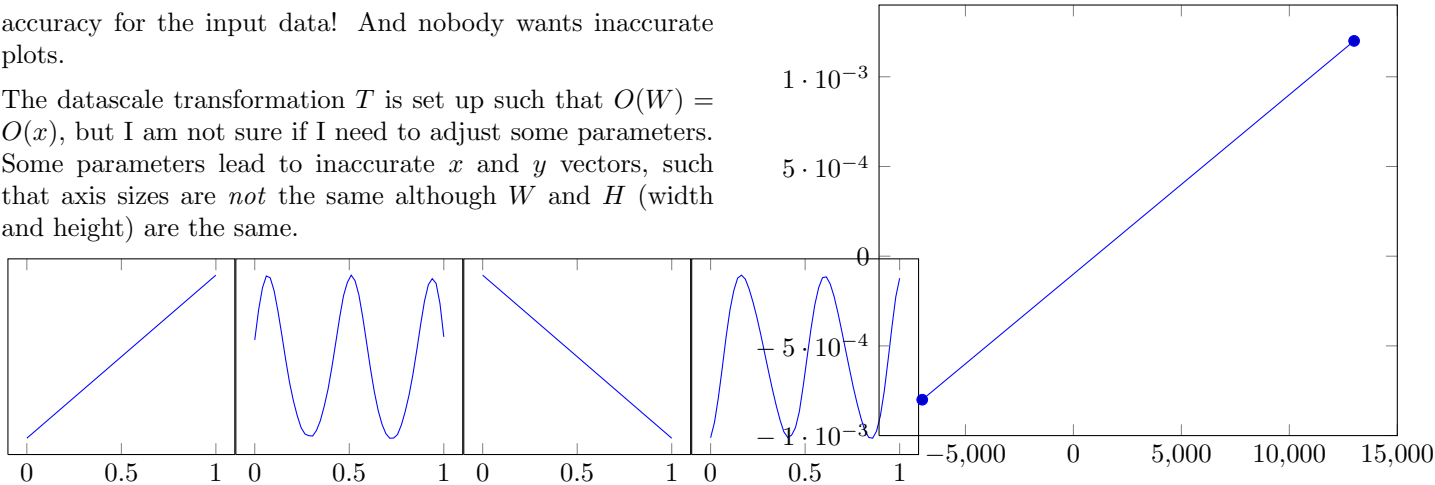 accuracy for the input data! And nobody wants inaccurate
plots.
The datascale transformation T is set up such that O(W) =
O(x), but I am not sure if I need to adjust some parameters.
Some parameters lead to inaccurate x and y vectors, such
that axis sizes are not the same although W and H (width
and height) are the same.
0 0.5 1 0 0.5 1 0 0.5 1 0 0.5 1
1 · 10⁻³
5 · 10⁻⁴
0
− 5 · 10⁻⁴
− 1 · 10⁻³
−5,000 0 5,000 10,000 15,000